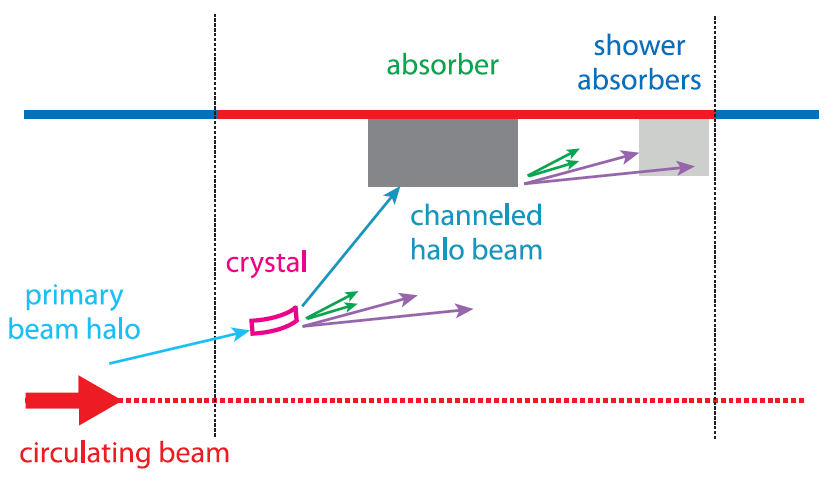 absorber
shower
absorbers
channeled
halo beam
crystal
primary
beam halo
circulating beam